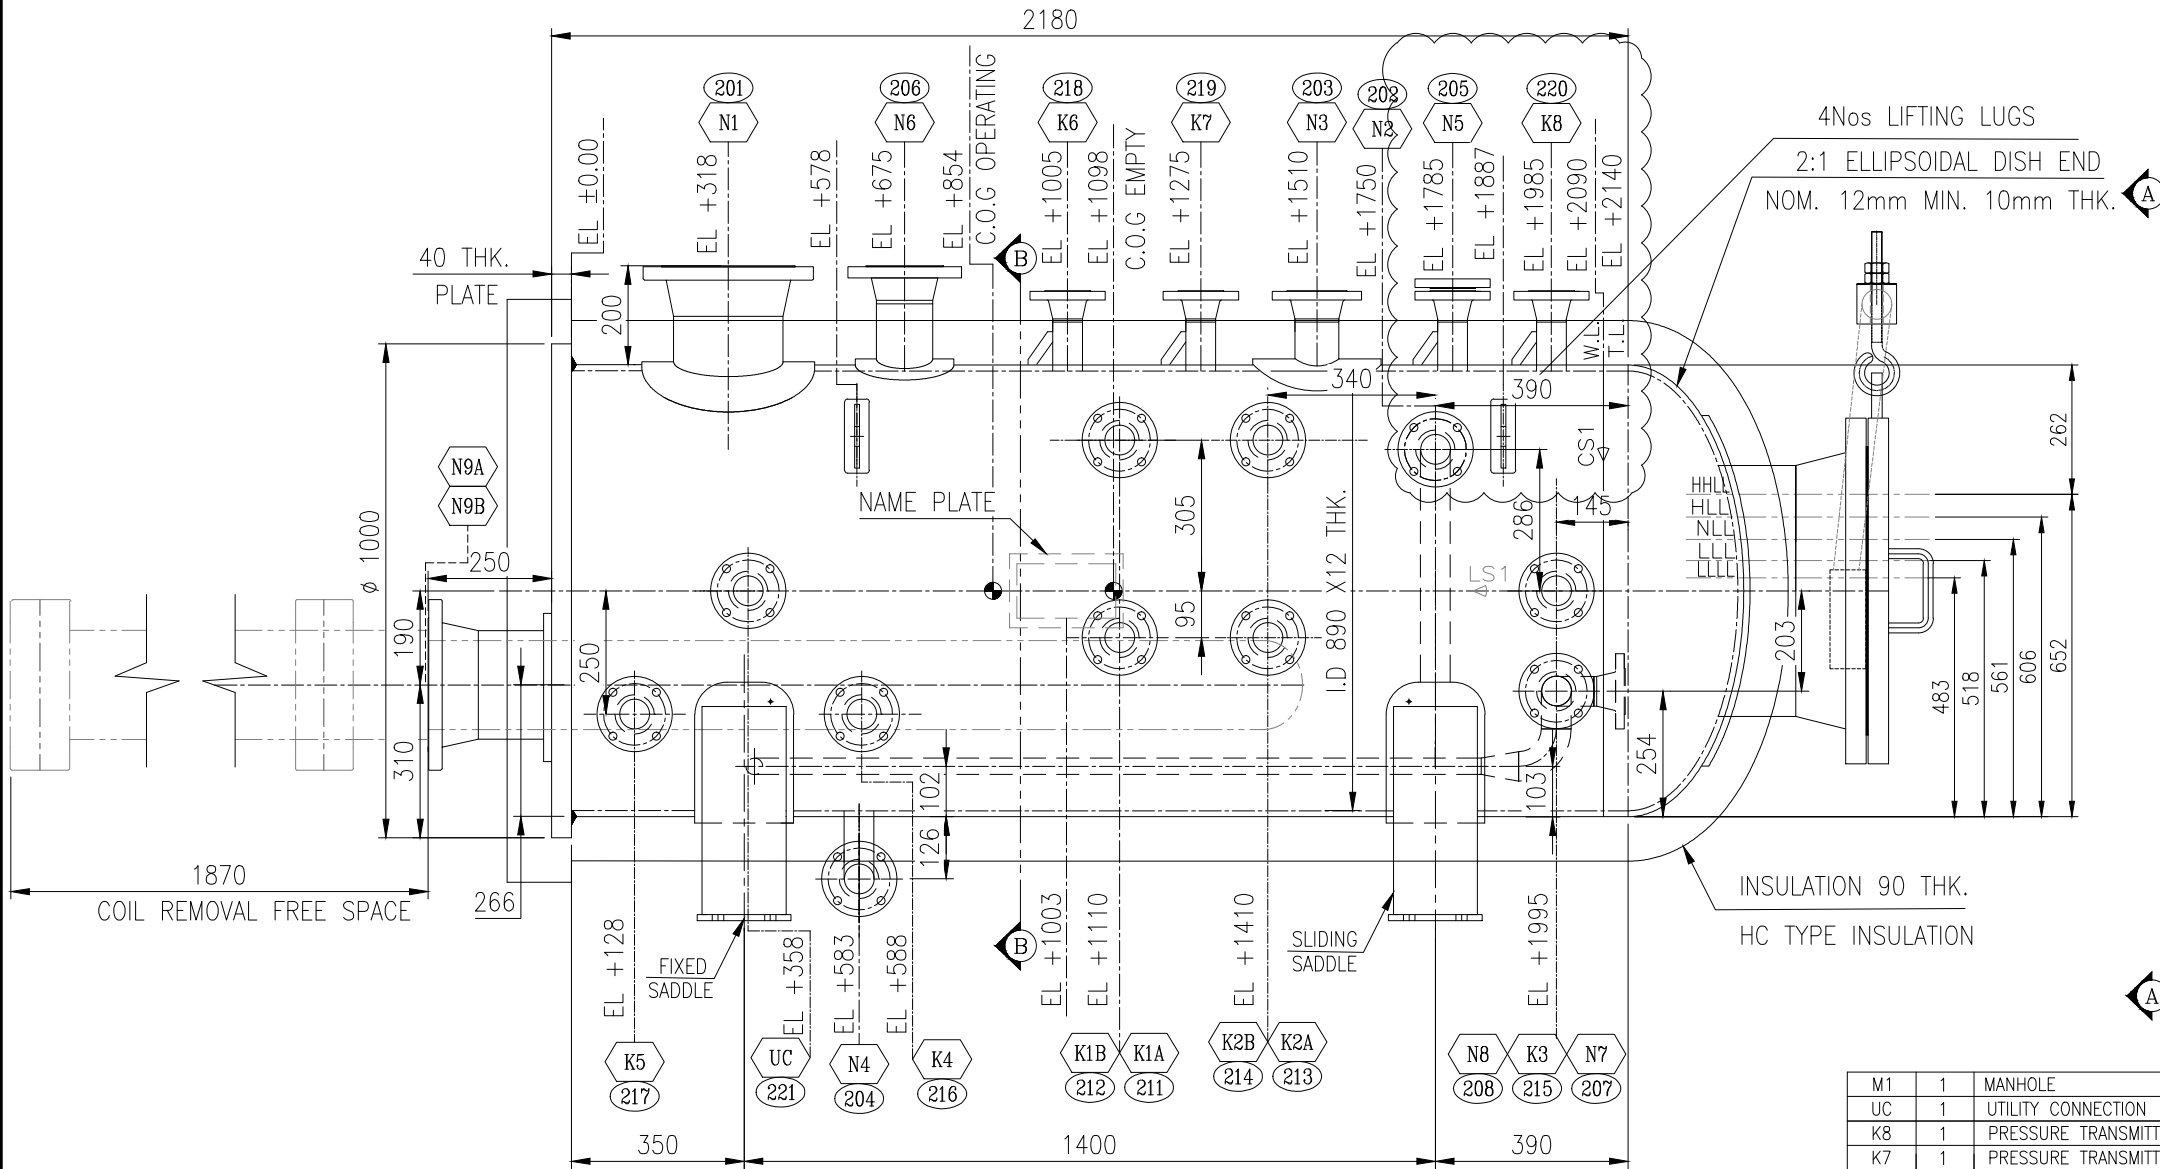 2180
201
206
218
219
203
202
205
220
N1
N6
K6
K7
N3
N2
N5
K8
EL ±0.00
EL +318
EL +578
EL +675
EL +854
C.O.G OPERATING
EL +1005
EL +1098
C.O.G EMPTY
EL +1275
EL +1510
EL +1750
EL +1785
EL +1887
EL +1985
EL +2090
EL +2140
4Nos LIFTING LUGS
2:1 ELLIPSOIDAL DISH END
NOM. 12mm MIN. 10mm THK.
A
B
40 THK.
PLATE
200
W.L.
T.L.
340
390
262
N9A
N9B
NAME PLATE
CS1
HHLL
HLL
NLL
LLL
LLLL
ø 1000
250
305
286
145
I.D 890 X12 THK.
LS1
190
250
95
203
483
518
561
606
652
310
102
103
254
126
1870
COIL REMOVAL FREE SPACE
266
INSULATION 90 THK.
HC TYPE INSULATION
EL +128
FIXED
SADDLE
EL +358
EL +583
EL +588
B
EL +1003
EL +1110
EL +1410
SLIDING
SADDLE
EL +1995
A
K5
UC
N4
K4
K1B
K1A
K2B
K2A
N8
K3
N7
217
221
204
216
212
211
214
213
208
215
207
350
1400
390
M1 1 MANHOLE
UC 1 UTILITY CONNECTION
K8 1 PRESSURE TRANSMITT
K7 1 PRESSURE TRANSMITT